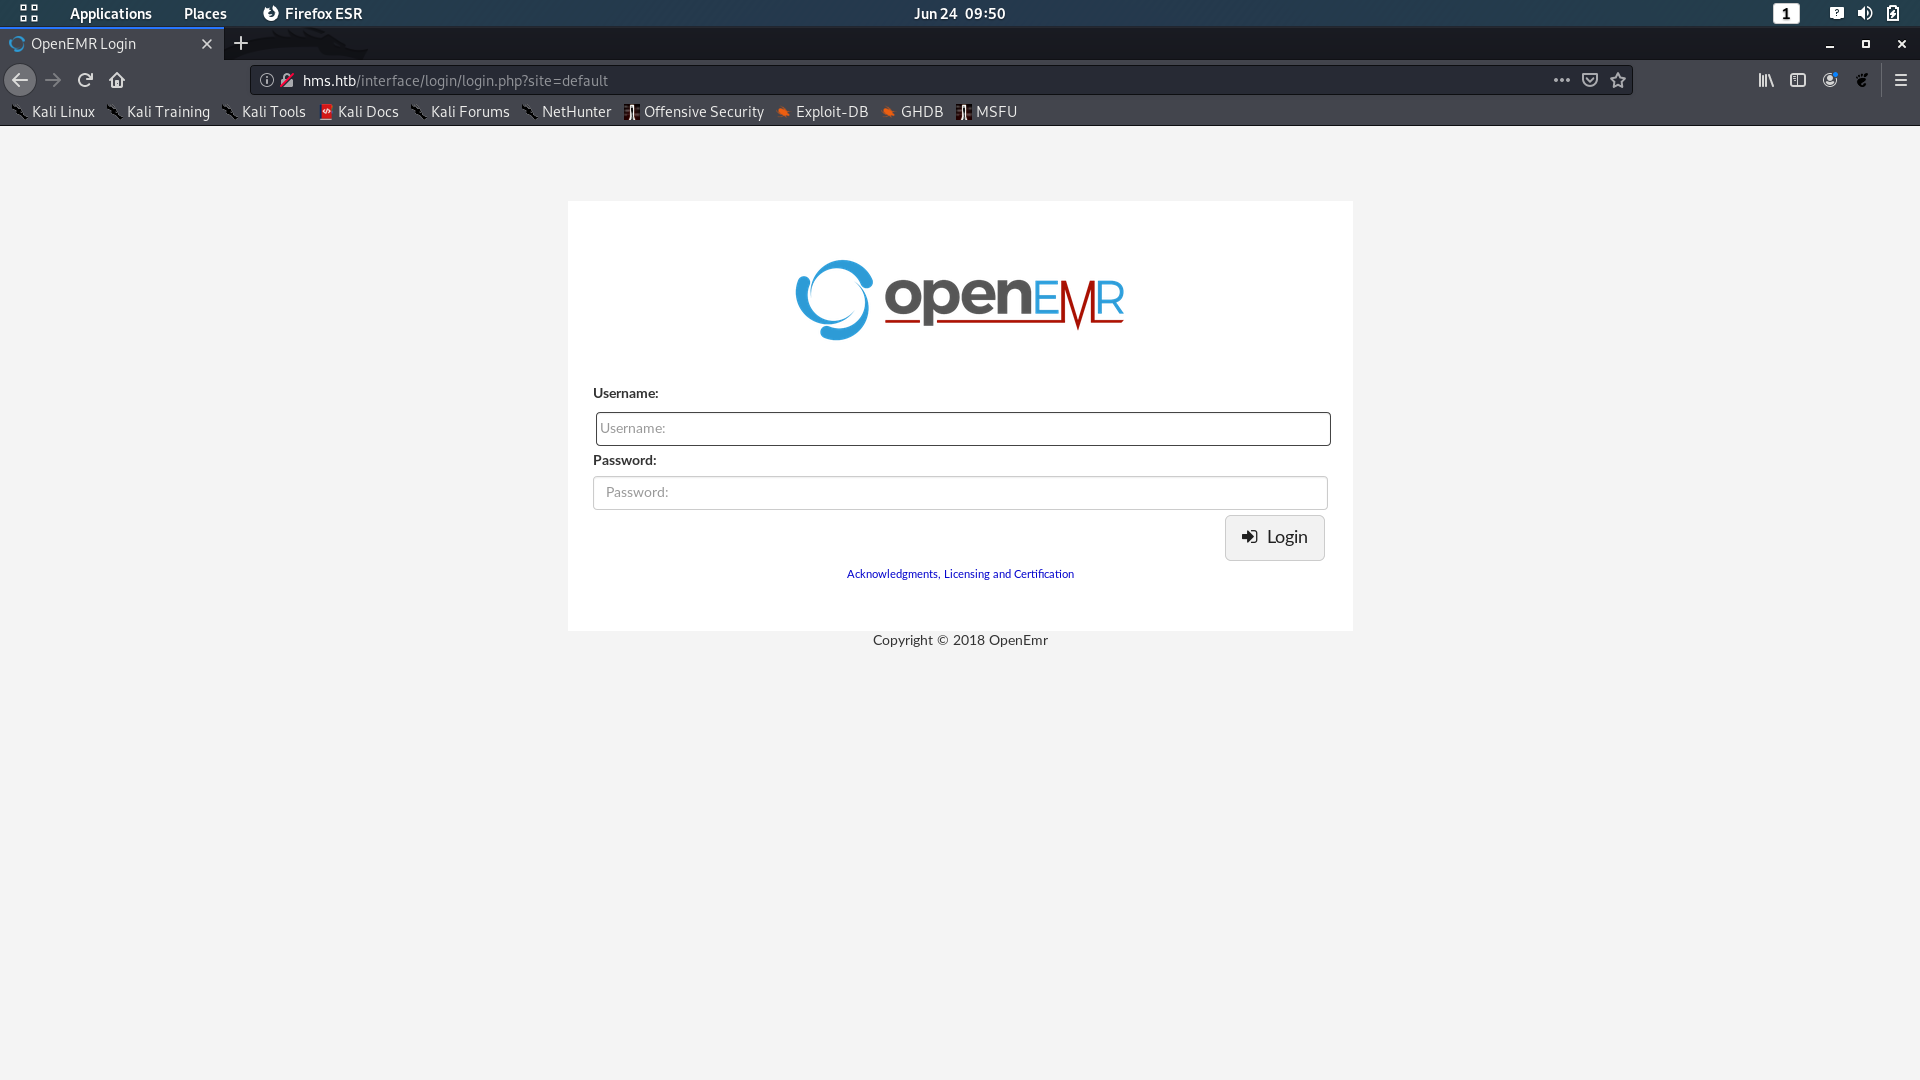 Applications Places Firefox ESR Jun 24 09:50 1
OpenEMR Login
hms.htb/interface/login/login.php?site=default
Kali Linux Kali Training Kali Tools Kali Docs Kali Forums NetHunter Offensive Security Exploit-DB GHDB MSFU
openEMR
Username:
Username:
Password:
Password:
Login
Acknowledgments, Licensing and Certification
Copyright © 2018 OpenEmr